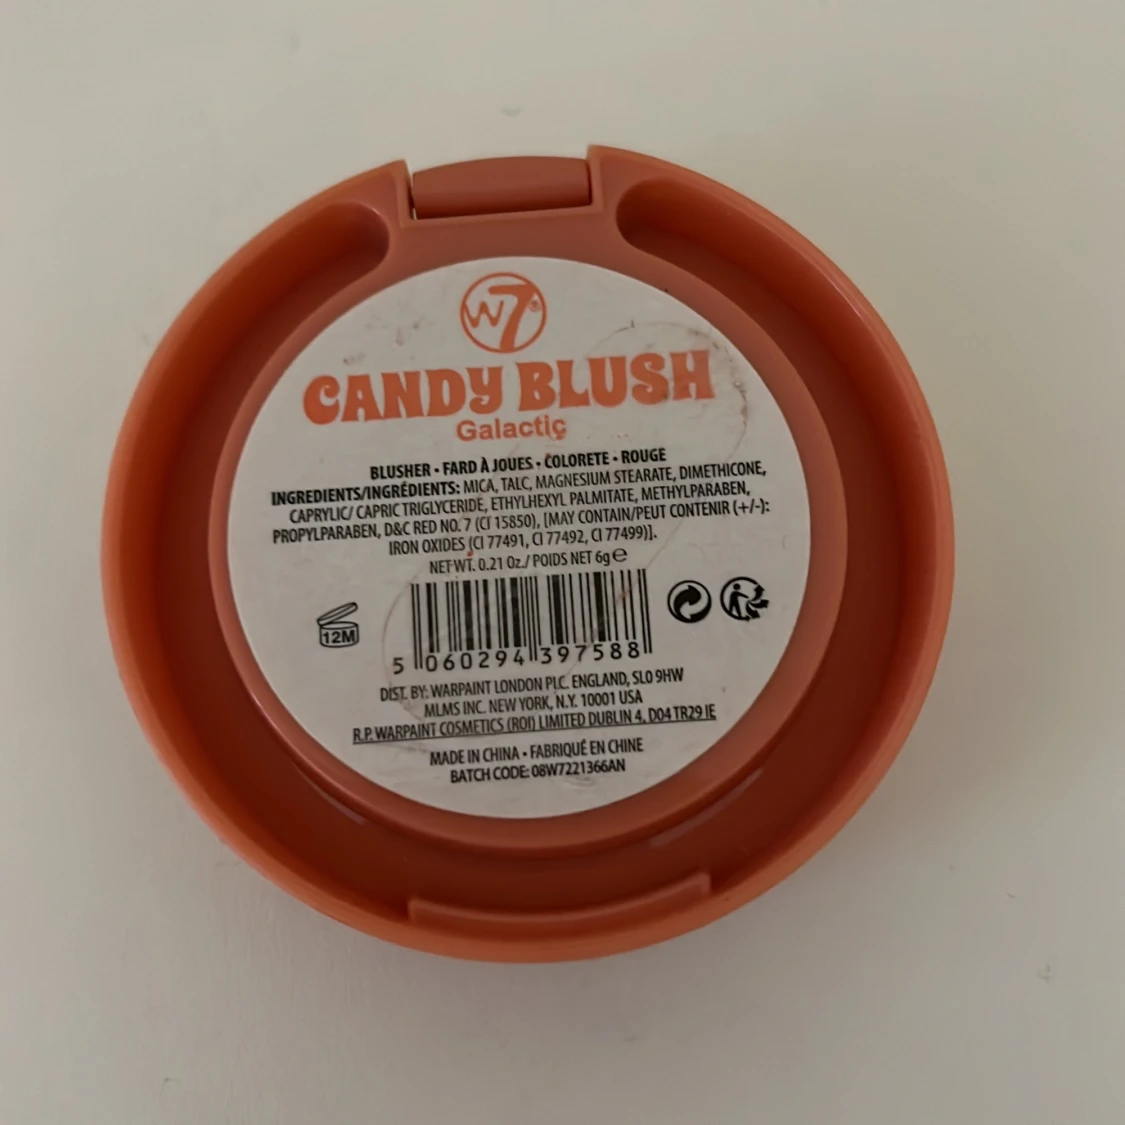 W7®
CANDY BLUSH
Galactic
BLUSHER • FARD À JOUES • COLORETE • ROUGE
INGREDIENTS/INGRÉDIENTS: MICA, TALC, MAGNESIUM STEARATE, DIMETHICONE,
CAPRYLIC/ CAPRIC TRIGLYCERIDE, ETHYLHEXYL PALMITATE, METHYLPARABEN,
PROPYLPARABEN, D&C RED NO. 7 (CI 15850), [MAY CONTAIN/PEUT CONTENIR (+/-):
IRON OXIDES (CI 77491, CI 77492, CI 77499)].
NET WT. 0.21 Oz./ POIDS NET 6g ℮
12M
5 060294 397588
DIST. BY: WARPAINT LONDON PLC. ENGLAND, SL0 9HW
MLMS INC. NEW YORK, N.Y. 10001 USA
R.P. WARPAINT COSMETICS (ROI) LIMITED DUBLIN 4, D04 TR29 IE
MADE IN CHINA • FABRIQUÉ EN CHINE
BATCH CODE: 08W7221366AN